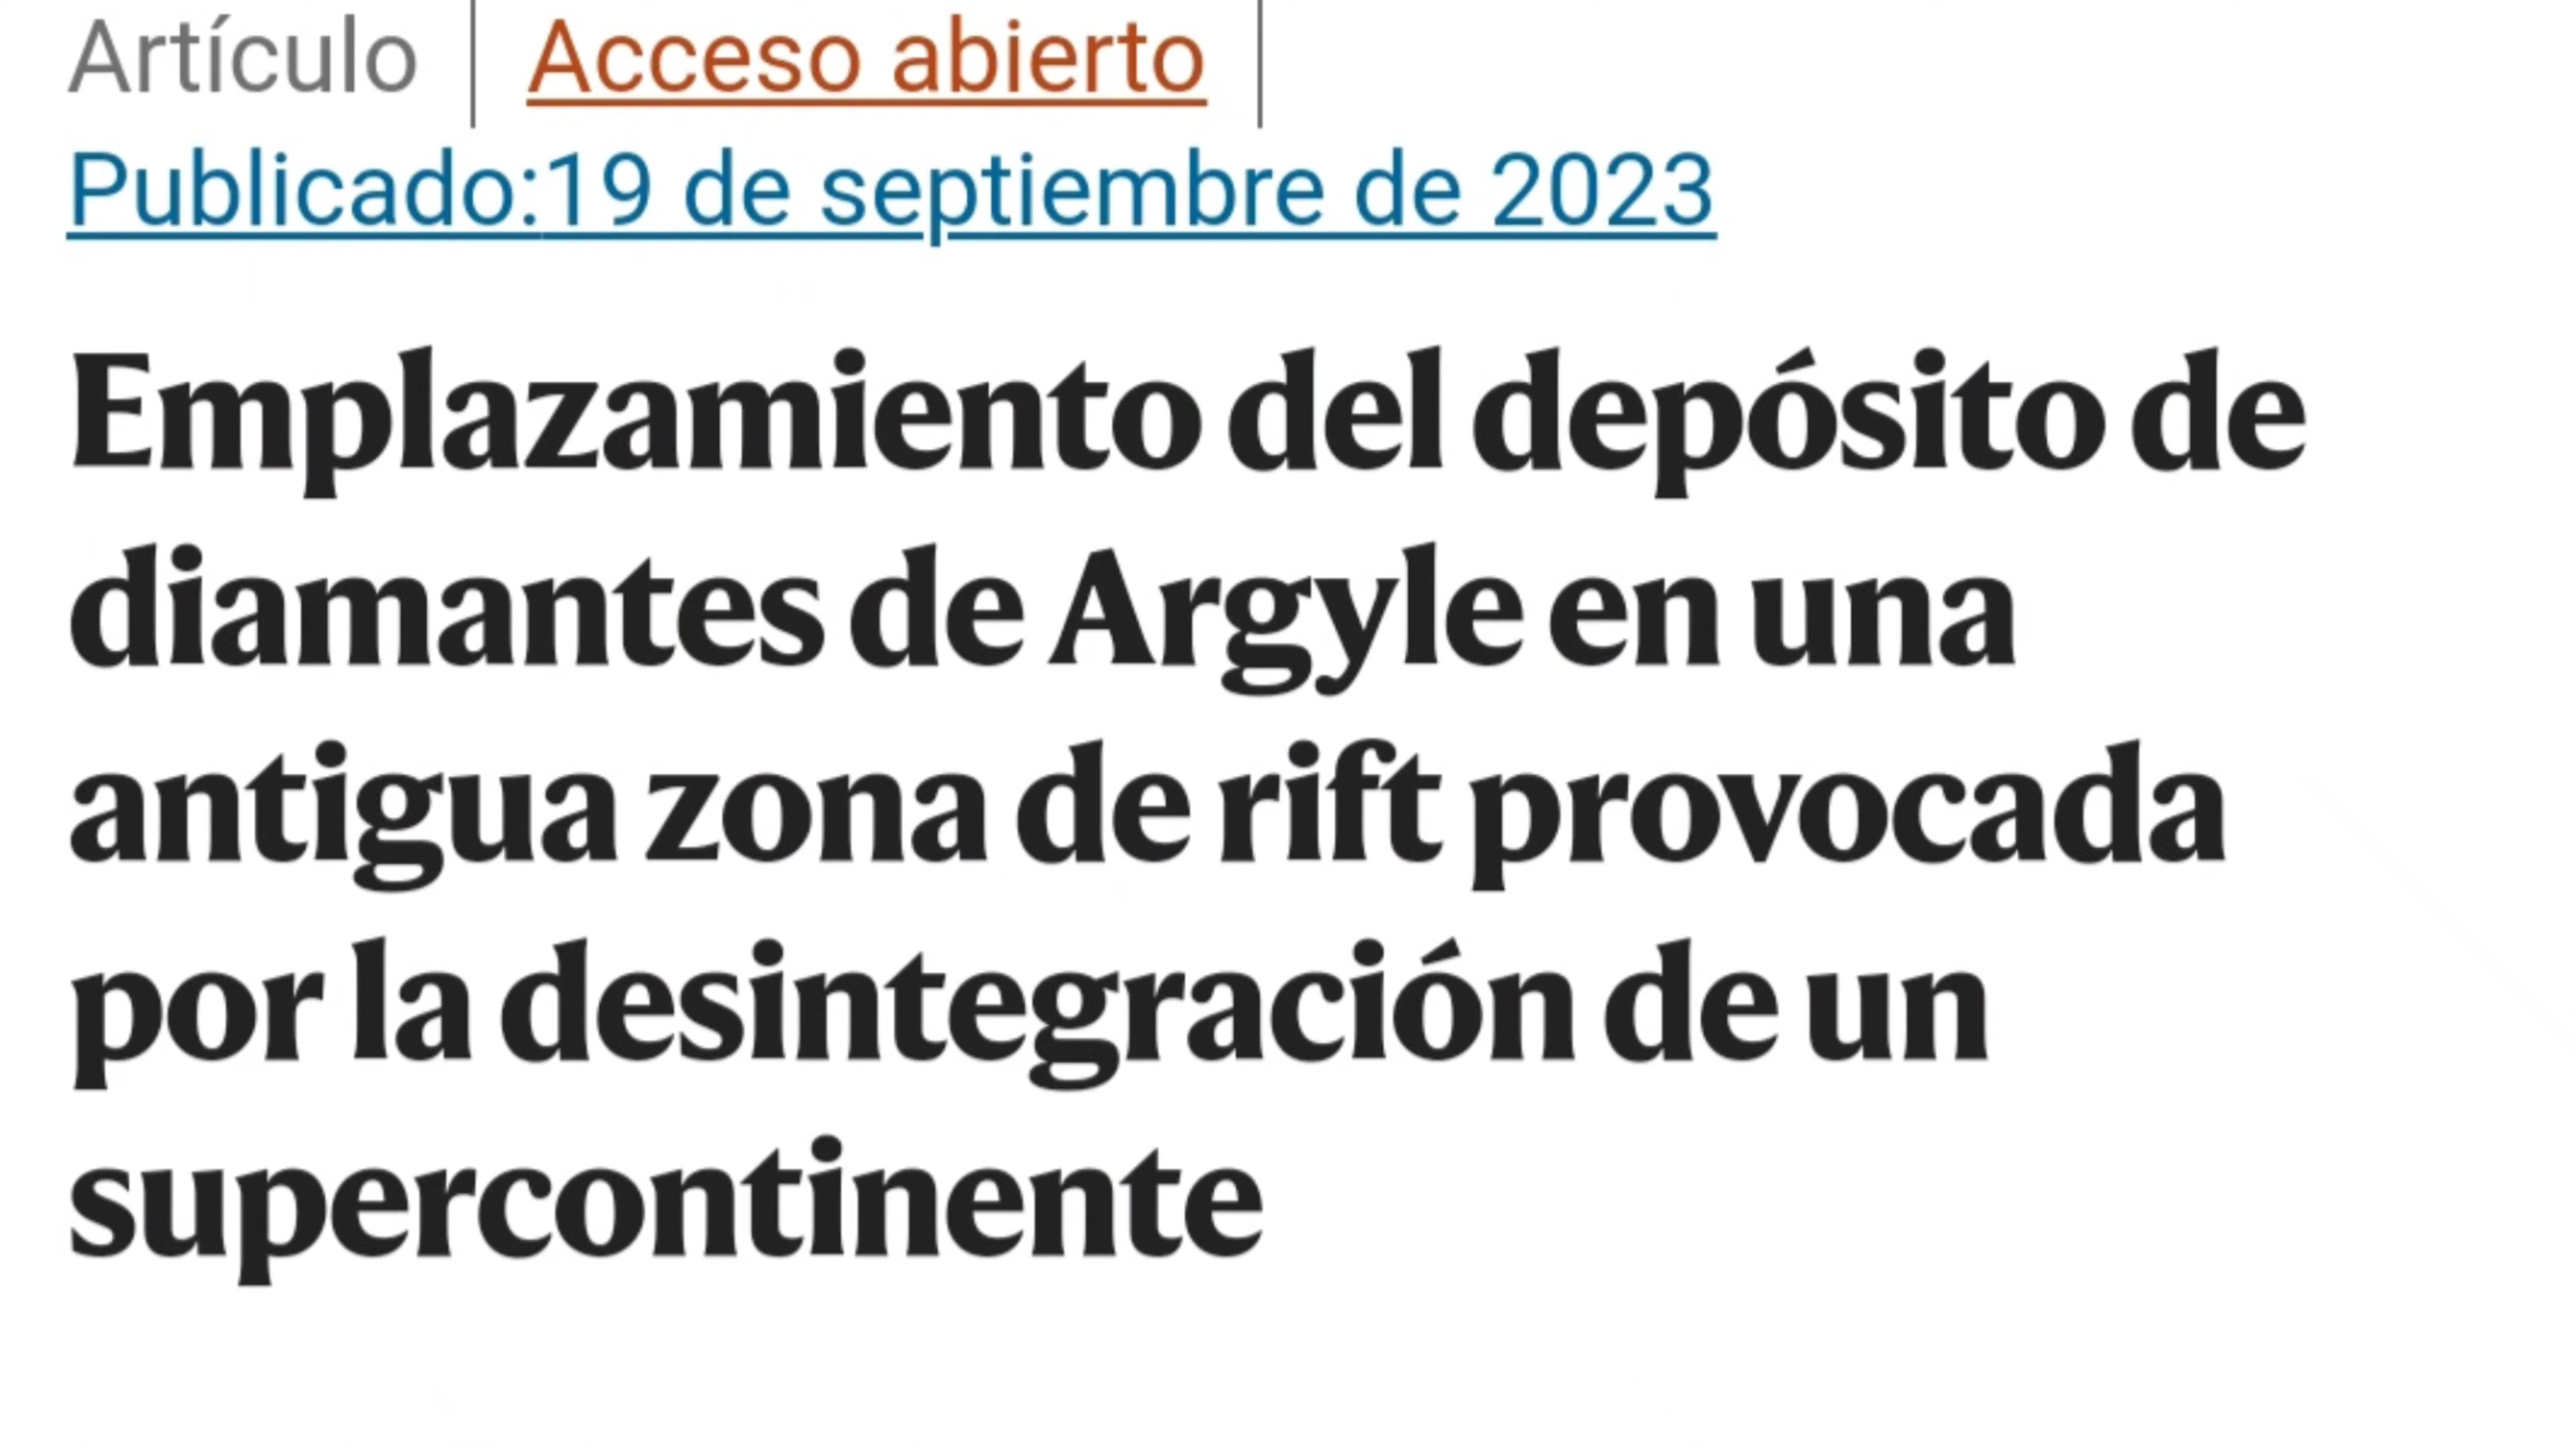 Artículo | Acceso abierto |
Publicado:19 de septiembre de 2023
Emplazamiento del depósito de
diamantes de Argyle en una
antigua zona de rift provocada
por la desintegración de un
supercontinente